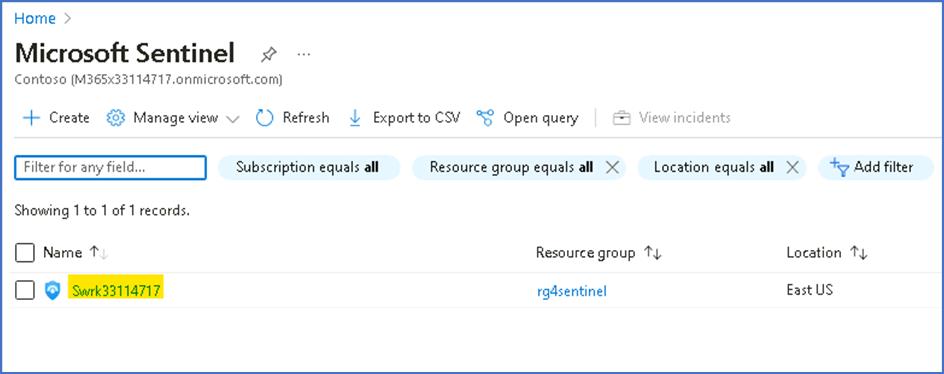 Home
Microsoft Sentinel
Contoso (M365x33114717.onmicrosoft.com)
Create Manage view Refresh Export to CSV Open query View incidents
Filter for any field... Subscription equals all Resource group equals all Location equals all Add filter
Showing 1 to 1 of 1 records.
Name Resource group Location
Swrk33114717 rg4sentinel East US